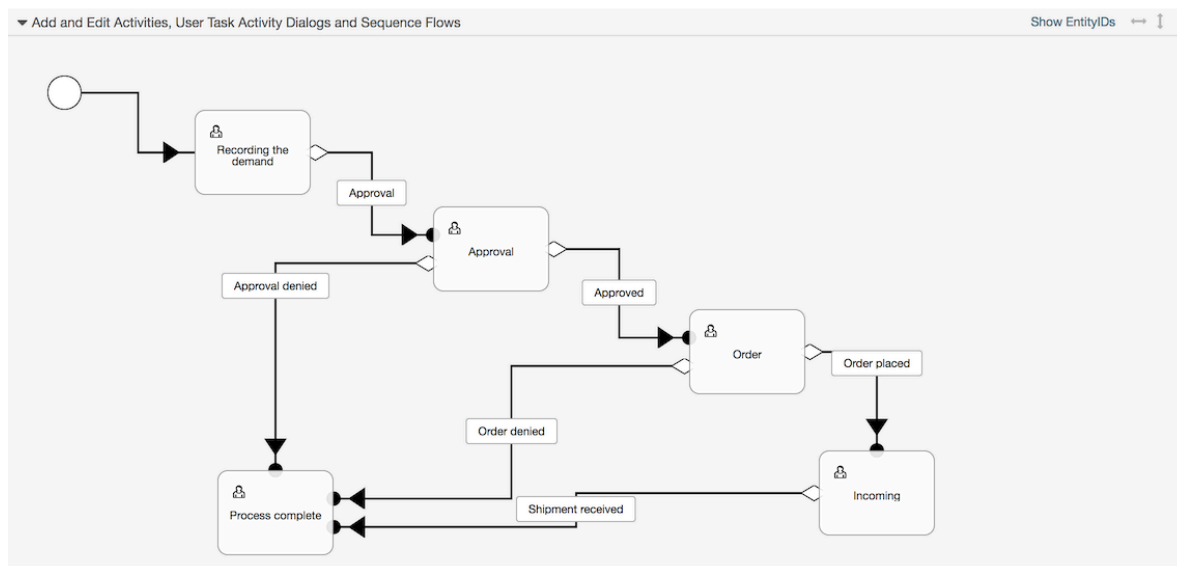 Add and Edit Activities, User Task Activity Dialogs and Sequence Flows
Show EntityIDs
Recording the
demand
Approval
Approval
Approval denied
Approved
Order
Order placed
Order denied
Incoming
Process complete
Shipment received